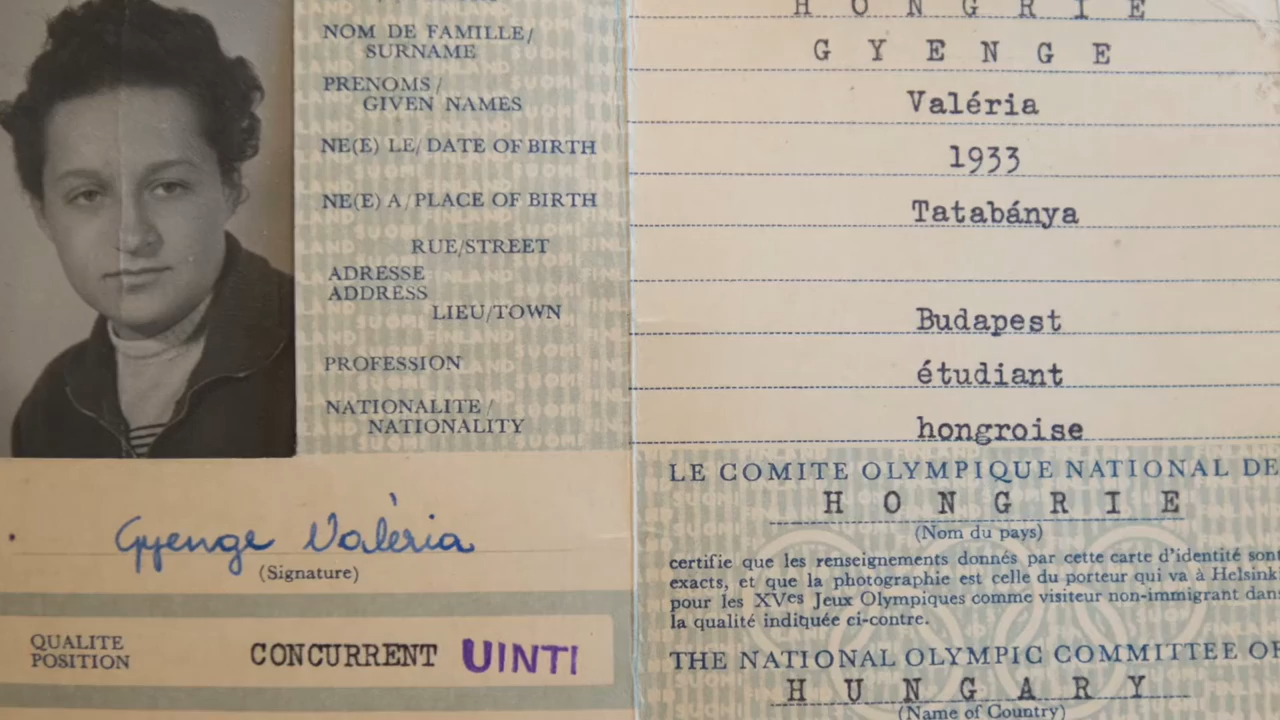 NOM DE FAMILLE/
SURNAME
PRENOMS/
GIVEN NAMES
NE(E) LE/DATE OF BIRTH
NE(E) A/PLACE OF BIRTH
RUE/STREET
ADRESSE
ADDRESS
LIEU/TOWN
PROFESSION
NATIONALITE/
NATIONALITY
Gyenge Valéria
(Signature)
QUALITE
POSITION
CONCURRENT UINTI
HONGRIE
GYENGE
Valéria
1933
Tatabánya
Budapest
étudiant
hongroise
LE COMITE OLYMPIQUE NATIONAL DE
HONGRIE
(Nom du pays)
certifie que les renseignements donnés par cette carte d'identité sont
exacts, et que la photographie est celle du porteur qui va à Helsinki
pour les XVes Jeux Olympiques comme visiteur non-immigrant dans
la qualité indiquée ci-contre.
THE NATIONAL OLYMPIC COMMITTEE OF
HUNGARY
(Name of Country)